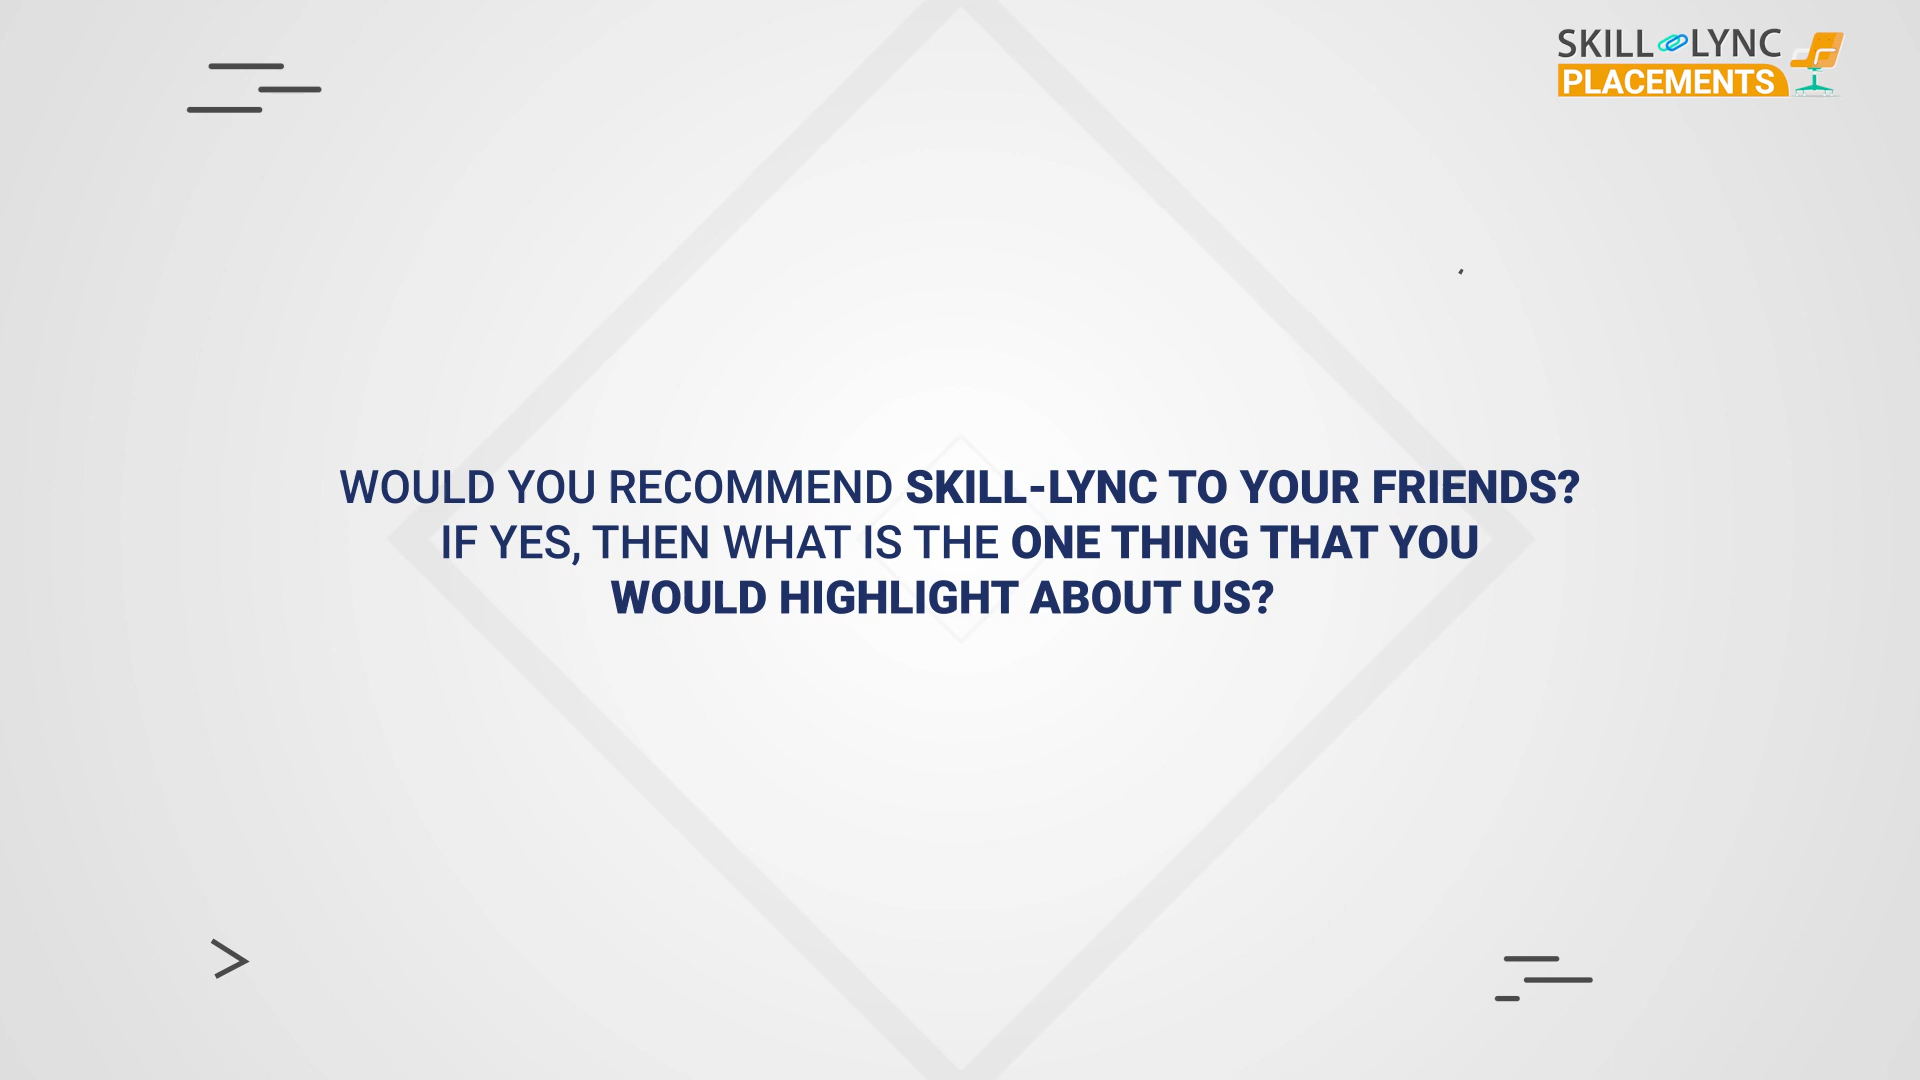 SKILL LYNC
PLACEMENTS
WOULD YOU RECOMMEND SKILL-LYNC TO YOUR FRIENDS?
IF YES, THEN WHAT IS THE ONE THING THAT YOU
WOULD HIGHLIGHT ABOUT US?